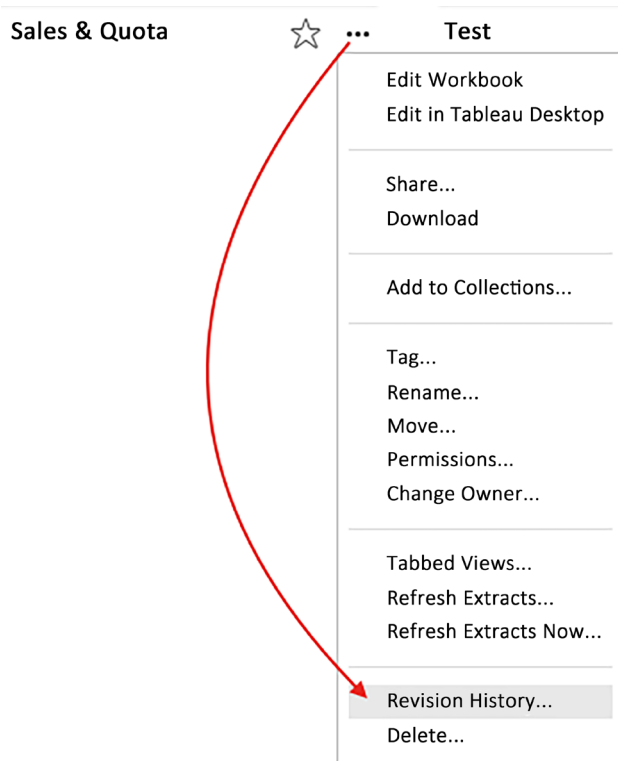 Sales & Quota
Test
Edit Workbook
Edit in Tableau Desktop
Share...
Download
Add to Collections...
Tag...
Rename...
Move...
Permissions...
Change Owner...
Tabbed Views...
Refresh Extracts...
Refresh Extracts Now...
Revision History...
Delete...